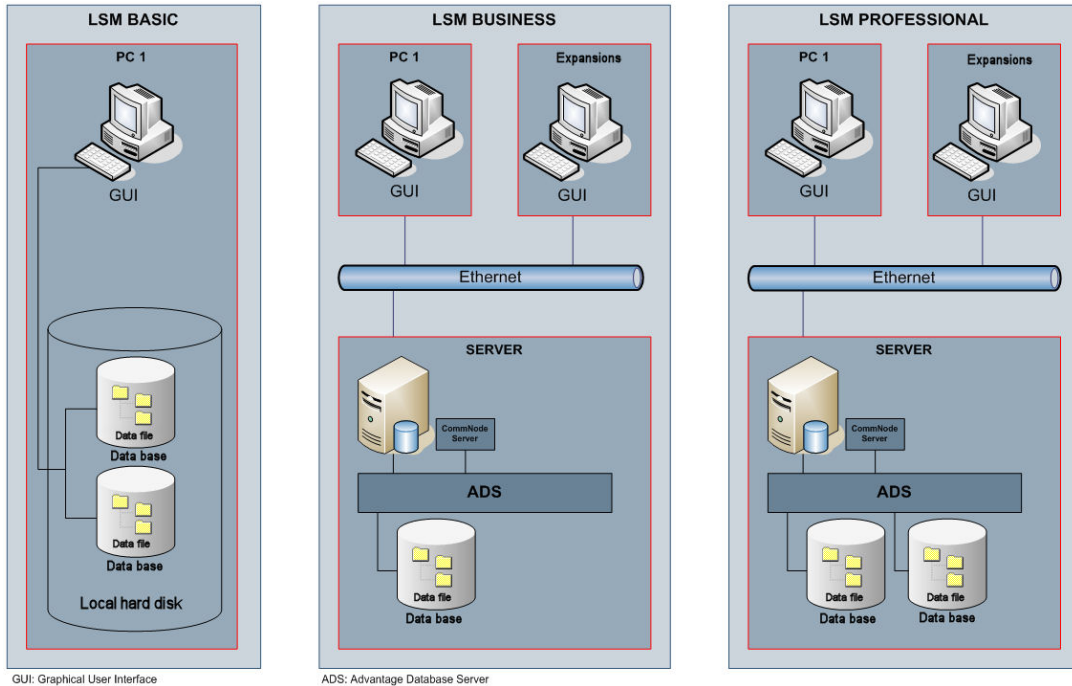 LSM BASIC
PC 1
GUI
Data file
Data base
Data file
Data base
Local hard disk
GUI: Graphical User Interface
LSM BUSINESS
PC 1
Expansions
GUI
GUI
Ethernet
SERVER
CommNode
Server
ADS
Data file
Data base
ADS: Advantage Database Server
LSM PROFESSIONAL
PC 1
Expansions
GUI
GUI
Ethernet
SERVER
CommNode
Server
ADS
Data file
Data file
Data base
Data base